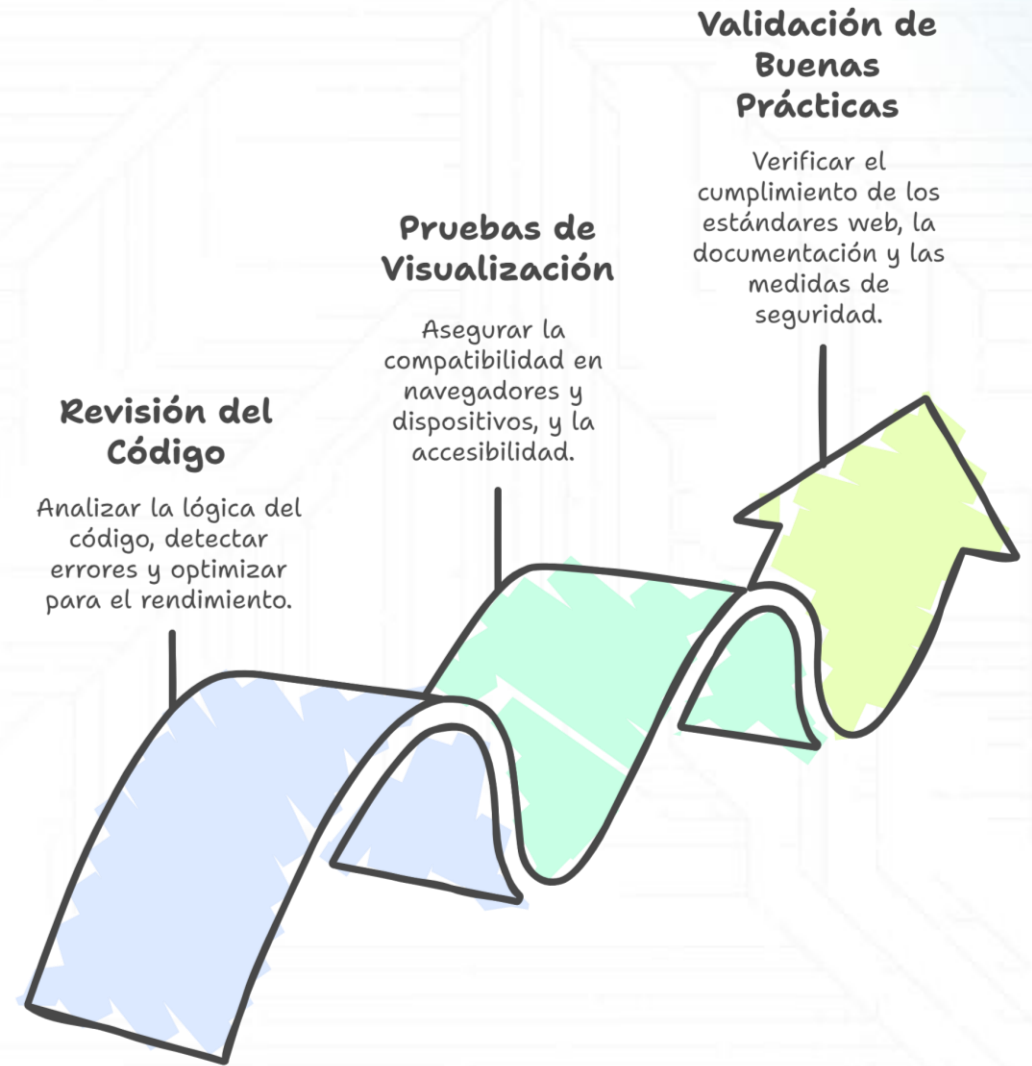 Validación de
Buenas
Prácticas
Verificar el
cumplimiento de los
estándares web, la
documentación y las
medidas de
seguridad.
Pruebas de
Visualización
Asegurar la
compatibilidad en
navegadores y
dispositivos, y la
accesibilidad.
Revisión del
Código
Analizar la lógica del
código, detectar
errores y optimizar
para el rendimiento.